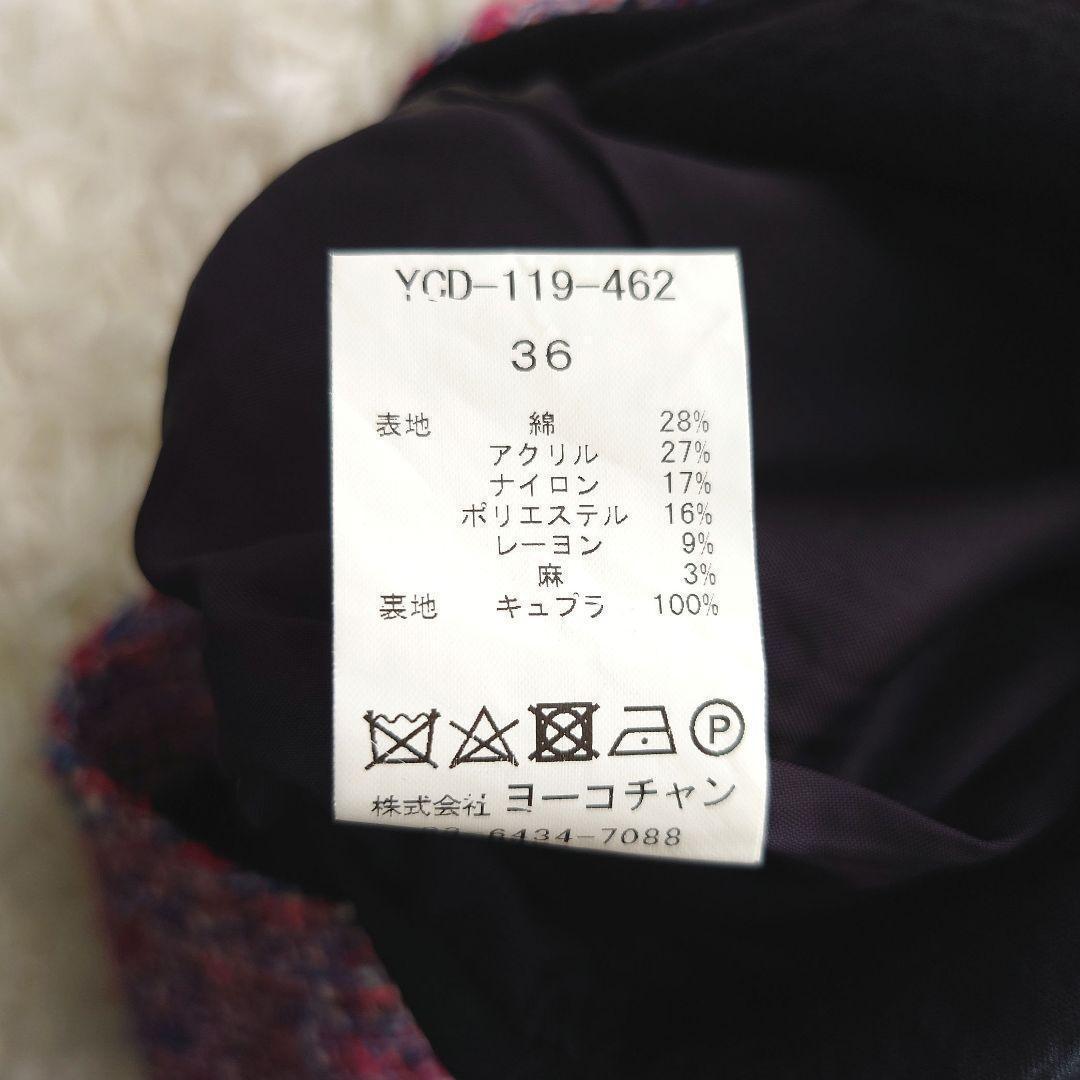 YCD-119-462
36
表地 綿 28%
アクリル 27%
ナイロン 17%
ポリエステル 16%
レーヨン 9%
麻 3%
裏地 キュプラ 100%
P
株式会社 ヨーコチャン
6434-7088